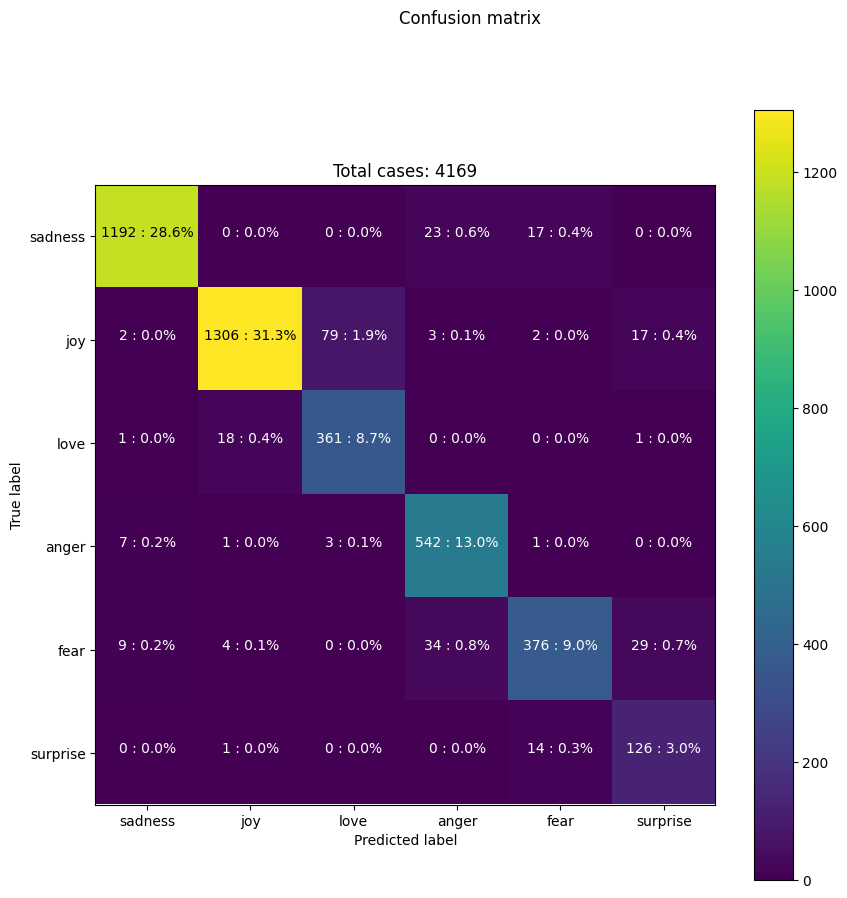 Confusion matrix
Total cases: 4169
True label
sadness 1192 : 28.6% 0 : 0.0% 0 : 0.0% 23 : 0.6% 17 : 0.4% 0 : 0.0%
joy 2 : 0.0% 1306 : 31.3% 79 : 1.9% 3 : 0.1% 2 : 0.0% 17 : 0.4%
love 1 : 0.0% 18 : 0.4% 361 : 8.7% 0 : 0.0% 0 : 0.0% 1 : 0.0%
anger 7 : 0.2% 1 : 0.0% 3 : 0.1% 542 : 13.0% 1 : 0.0% 0 : 0.0%
fear 9 : 0.2% 4 : 0.1% 0 : 0.0% 34 : 0.8% 376 : 9.0% 29 : 0.7%
surprise 0 : 0.0% 1 : 0.0% 0 : 0.0% 0 : 0.0% 14 : 0.3% 126 : 3.0%
sadness joy love anger fear surprise
Predicted label
1200
1000
800
600
400
200
0